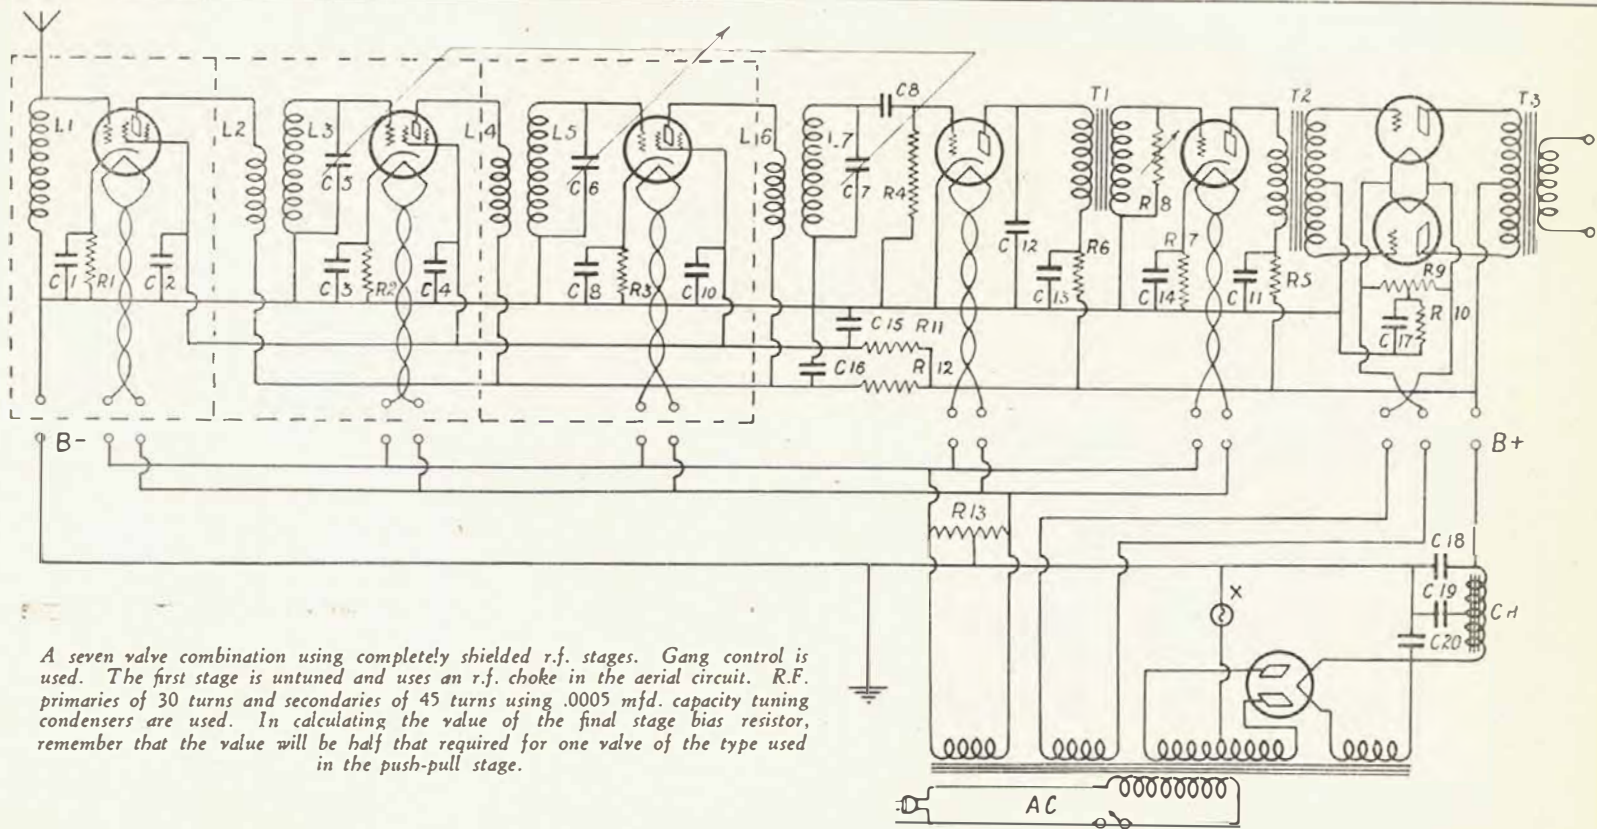 L1
L2
L3
L4
L5
L6
L7
C8
T1
T2
T3
C5
C6
C7
R4
R8
C1
R1
C2
C3
R2
C4
C8
R3
C10
C12
R6
C13
R7
C14
C11
R5
R9
R10
C17
C15
R11
C16
R12
B-
B+
R13
C18
X
C19
CH
C20
A seven valve combination using completely shielded r.f. stages. Gang control is
used. The first stage is untuned and uses an r.f. choke in the aerial circuit. R.F.
primaries of 30 turns and secondaries of 45 turns using .0005 mfd. capacity tuning
condensers are used. In calculating the value of the final stage bias resistor,
remember that the value will be half that required for one valve of the type used
in the push-pull stage.
AC